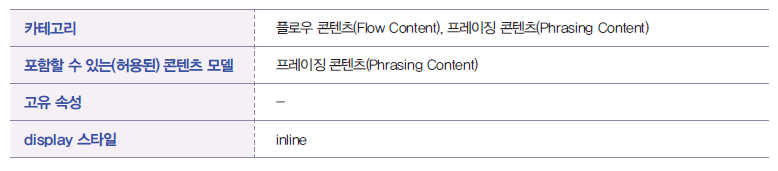 카테고리 플로우 콘텐츠(Flow Content), 프레이징 콘텐츠(Phrasing Content)
포함할 수 있는(허용된) 콘텐츠 모델 프레이징 콘텐츠(Phrasing Content)
고유 속성 –
display 스타일 inline